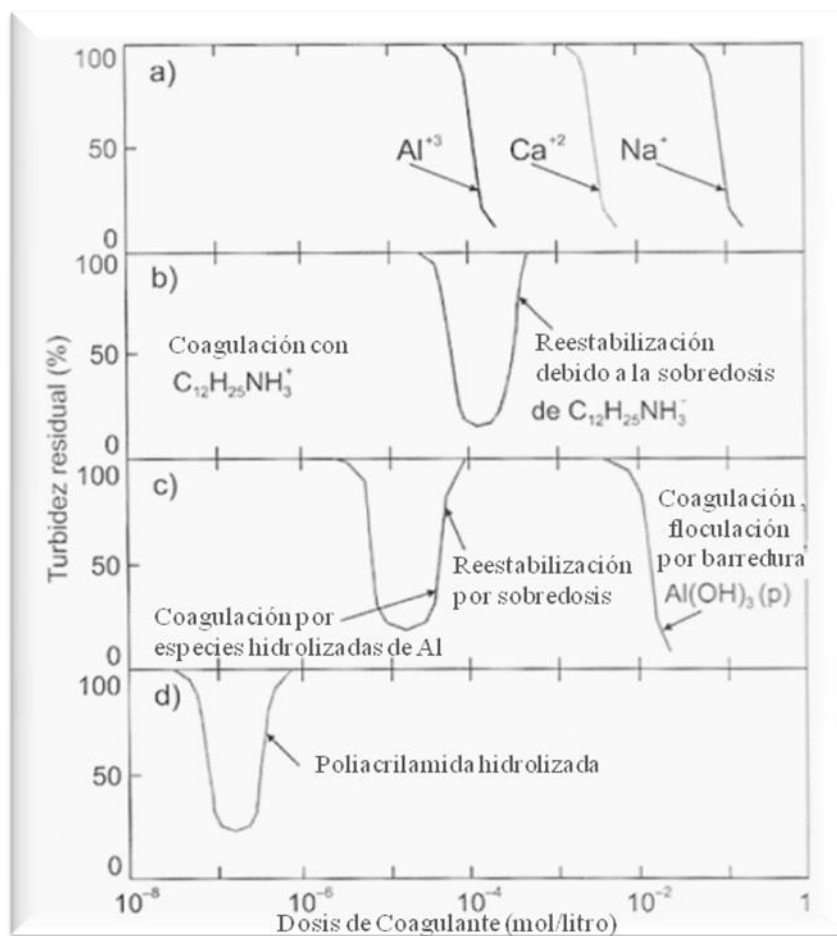 Turbidez residual (%)
100
a)
50
Al⁺³
Ca⁺²
Na⁺
0
100
b)
50
Coagulación con
C₁₂H₂₅NH₃⁺
Reestabilización
debido a la sobredosis
de C₁₂H₂₅NH₃⁻
0
100
c)
50
Coagulación por
especies hidrolizadas de Al
Reestabilización
por sobredosis
Coagulación,
floculación
por barredura
Al(OH)₃(p)
0
100
d)
50
Poliacrilamida hidrolizada
0
10⁻⁸
10⁻⁶
10⁻⁴
10⁻²
1
Dosis de Coagulante (mol/litro)